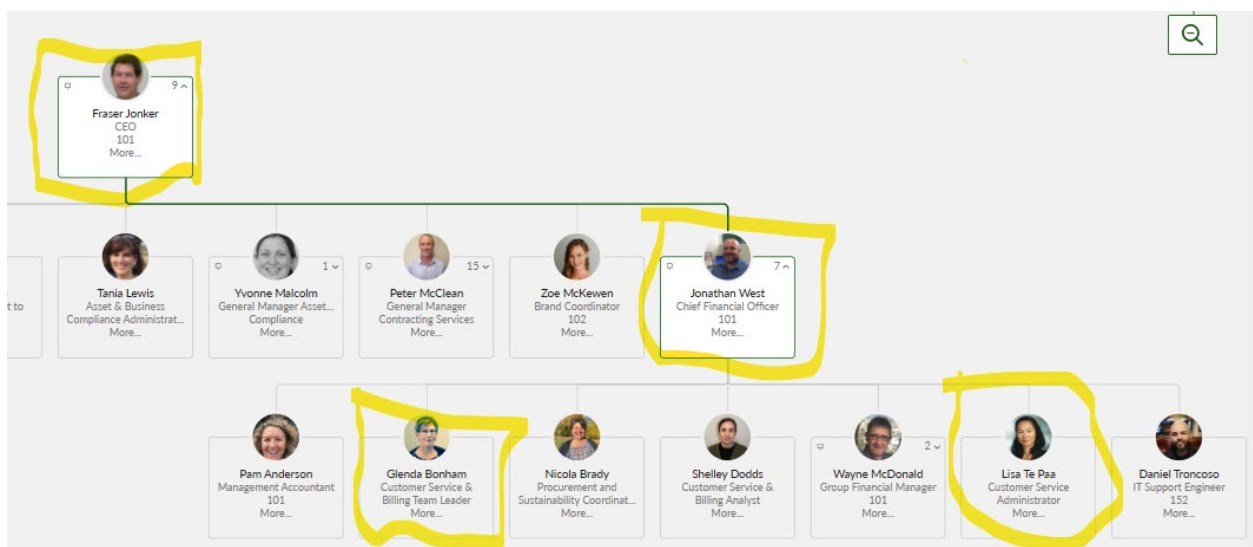 9
Fraser Jonker
CEO
101
More...
t to
Tania Lewis
Asset & Business
Compliance Administrat...
More...
1
Yvonne Malcolm
General Manager Asset...
Compliance
More...
15
Peter McClean
General Manager
Contracting Services
More...
Zoe McKewen
Brand Coordinator
102
More...
7
Jonathan West
Chief Financial Officer
101
More...
Pam Anderson
Management Accountant
101
More...
Glenda Bonham
Customer Service &
Billing Team Leader
More...
Nicola Brady
Procurement and
Sustainability Coordinat...
More...
Shelley Dodds
Customer Service &
Billing Analyst
More...
2
Wayne McDonald
Group Financial Manager
101
More...
Lisa Te Paa
Customer Service
Administrator
More...
Daniel Troncoso
IT Support Engineer
152
More...